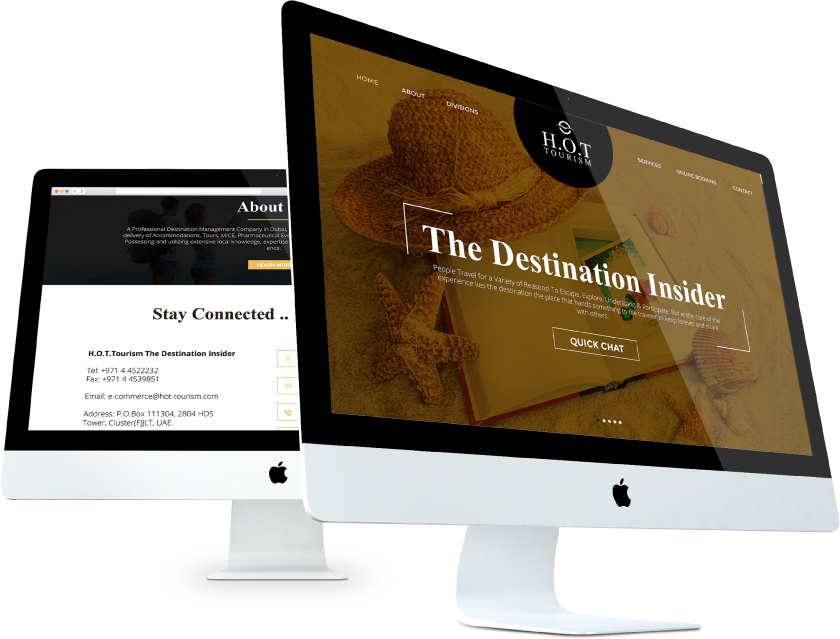 HOME
ABOUT
DIVISIONS
H.O.T
TOURISM
SERVICES
ONLINE BOOKING
CONTACT
The Destination Insider
People Travel for a Variety of Reasons! To Escape, Explore, Understand & Participate. But at the core of the
experience lies the destination the place that hands something to the traveler to keep forever and share
with others.
QUICK CHAT
About
A Professional Destination Management Company in Dubai,
delivery of Accommodations, Tours, MICE, Pharmaceutical Eve
Possessing and utilizing extensive local knowledge, expertise
ence.
LEARN MORE
Stay Connected ..
H.O.T.Tourism The Destination Insider
Tel: +971 4 4522232
Fax: +971 4 4539851
Email: e-commerce@hot-tourism.com
Address: P.O.Box 111304, 2804 HDS
Tower, Cluster(F)JLT, UAE.